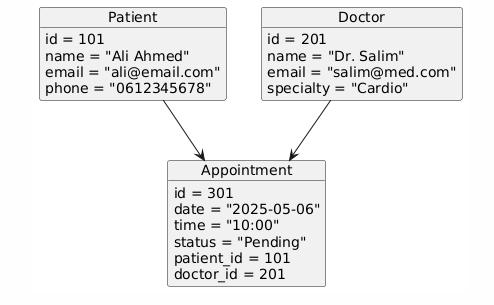 Patient
id = 101
name = "Ali Ahmed"
email = "ali@email.com"
phone = "0612345678"
Doctor
id = 201
name = "Dr. Salim"
email = "salim@med.com"
specialty = "Cardio"
Appointment
id = 301
date = "2025-05-06"
time = "10:00"
status = "Pending"
patient_id = 101
doctor_id = 201